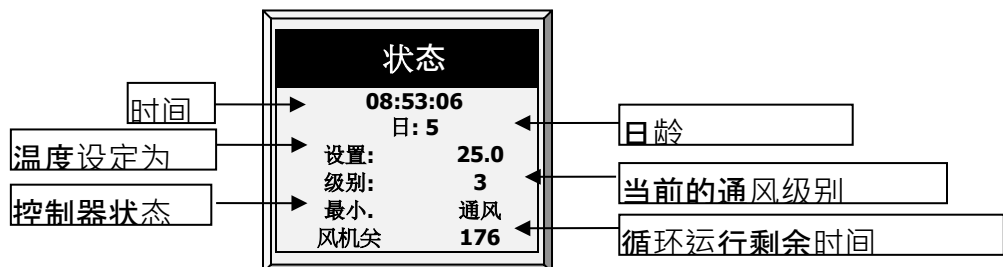 状态
时间
08:53:06
日: 5
日龄
温度设定为
设置: 25.0
级别: 3
当前的通风级别
控制器状态
最小. 通风
风机关 176
循环运行剩余时间